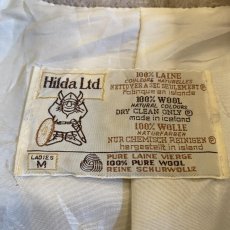 Hilda Ltd.
100% LAINE
COULEURS NATURELLES
NETTOYER A SEC SEULEMENT Ⓟ
Fabrique en Islande
100% WOOL
NATURAL COLOURS
DRY CLEAN ONLY Ⓟ
made in iceland
100% WOLLE
NATURFARBEN
NUR CHEMISCH REINIGEN Ⓟ
hergestellt in island
LADIES
M
PURE LAINE VIERGE
100% PURE WOOL
REINE SCHURWOLLE